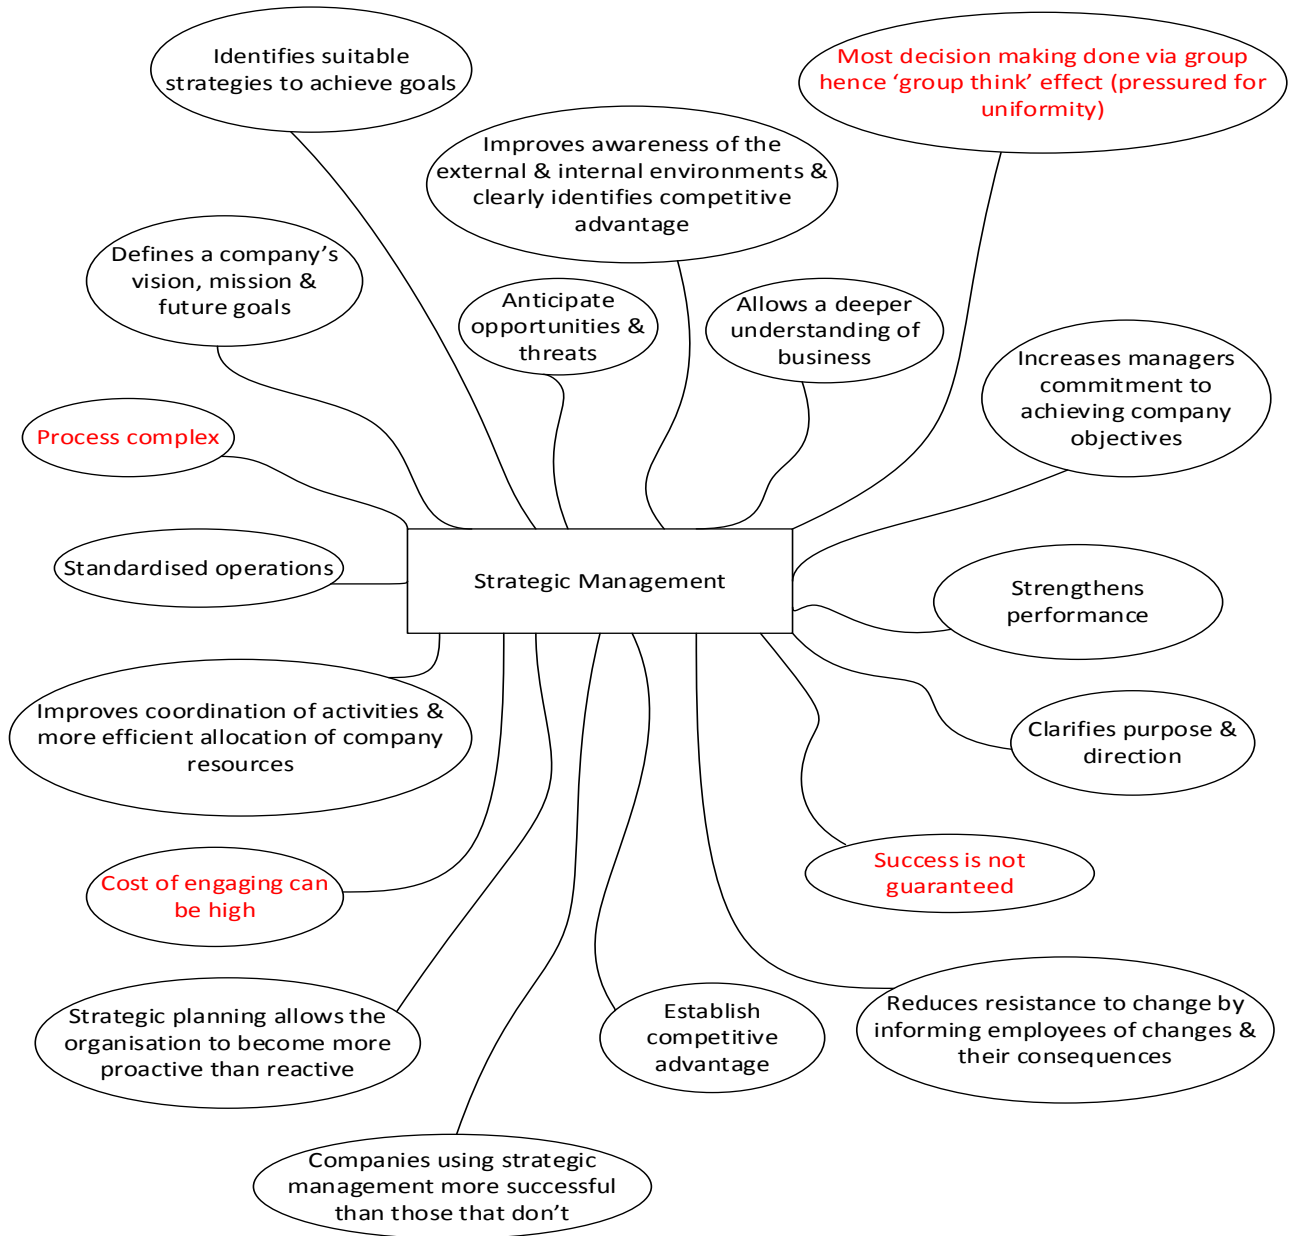 Identifies suitable
strategies to achieve goals
Most decision making done via group
hence ‘group think’ effect (pressured for
uniformity)
Improves awareness of the
external & internal environments &
clearly identifies competitive
advantage
Defines a company’s
vision, mission &
future goals
Anticipate
opportunities &
threats
Allows a deeper
understanding of
business
Increases managers
commitment to
achieving company
objectives
Process complex
Standardised operations
Strategic Management
Strengthens
performance
Improves coordination of activities &
more efficient allocation of company
resources
Clarifies purpose &
direction
Cost of engaging can
be high
Success is not
guaranteed
Strategic planning allows the
organisation to become more
proactive than reactive
Establish
competitive
advantage
Reduces resistance to change by
informing employees of changes &
their consequences
Companies using strategic
management more successful
than those that don’t